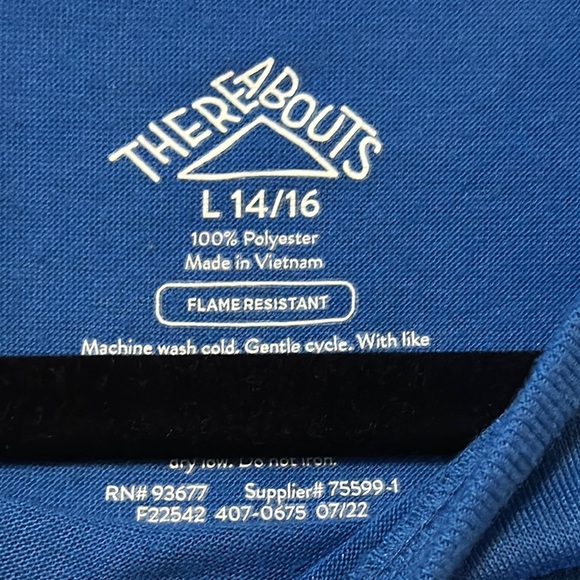 THEREABOUTS
L 14/16
100% Polyester
Made in Vietnam
FLAME RESISTANT
Machine wash cold. Gentle cycle. With like
dry low. Do not iron.
RN# 93677 Supplier# 75599-1
F22542 407-0675 07/22